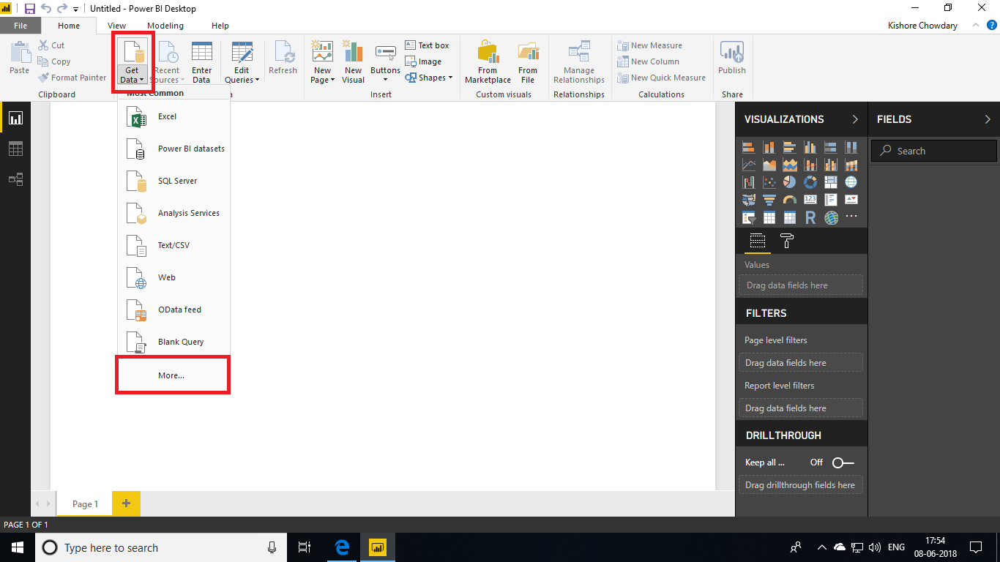 Untitled - Power BI Desktop
File Home View Modeling Help Kishore Chowdary ?
Paste
Cut
Copy
Format Painter
Clipboard
Get Data
Recent Sources
Enter Data
Edit Queries
Refresh
New Page
New Visual
Buttons
Text box
Image
Shapes
Insert
From Marketplace
From File
Custom visuals
Manage Relationships
Relationships
New Measure
New Column
New Quick Measure
Calculations
Publish
Share
Most Common
Excel
Power BI datasets
SQL Server
Analysis Services
Text/CSV
Web
OData feed
Blank Query
More...
VISUALIZATIONS
123
R
...
Values
Drag data fields here
FILTERS
Page level filters
Drag data fields here
Report level filters
Drag data fields here
DRILLTHROUGH
Keep all ... Off
Drag drillthrough fields here
FIELDS
Search
Page 1 +
PAGE 1 OF 1
Type here to search
ENG
17:54
08-06-2018